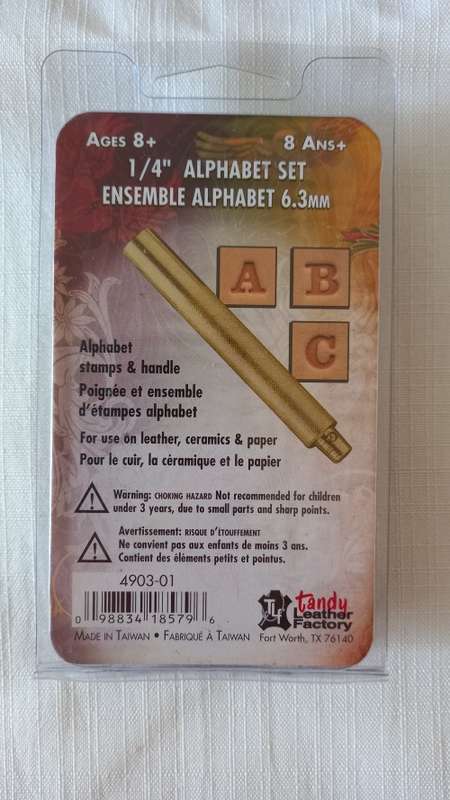 AGES 8+
8 ANS+
1/4" ALPHABET SET
ENSEMBLE ALPHABET 6.3MM
A B
C
Alphabet
stamps & handle
Poignée et ensemble
d'étampes alphabet
For use on leather, ceramics & paper
Pour le cuir, la céramique et le papier
Warning: CHOKING HAZARD Not recommended for children
under 3 years, due to small parts and sharp points.
Avertissement: RISQUE D'ÉTOUFFEMENT
Ne convient pas aux enfants de moins 3 ans.
Contient des éléments petits et pointus.
4903-01
0 98834 18579 6
MADE IN TAIWAN • FABRIQUÉ À TAIWAN
TLF
tandy
Leather
Factory
FORT WORTH, TX 76140